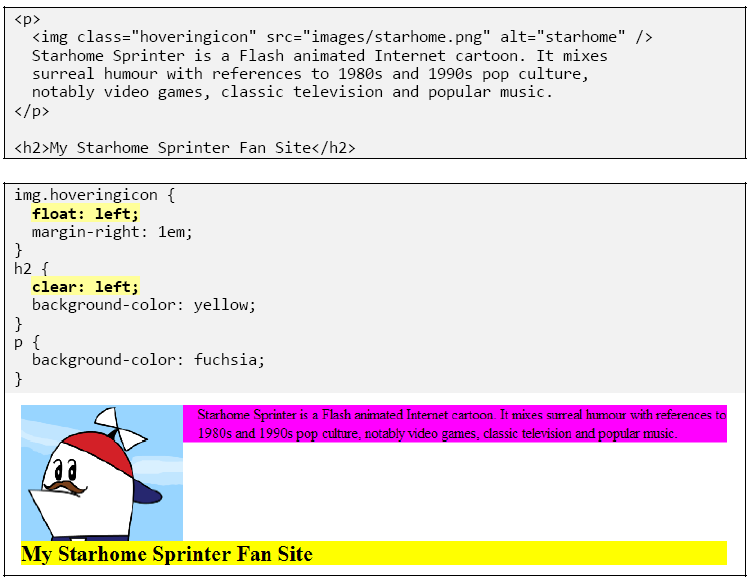 <p>
<img class="hoveringicon" src="images/starhome.png" alt="starhome" />
Starhome Sprinter is a Flash animated Internet cartoon. It mixes
surreal humour with references to 1980s and 1990s pop culture,
notably video games, classic television and popular music.
</p>
<h2>My Starhome Sprinter Fan Site</h2>
img.hoveringicon {
float: left;
margin-right: 1em;
}
h2 {
clear: left;
background-color: yellow;
}
p {
background-color: fuchsia;
}
Starhome Sprinter is a Flash animated Internet cartoon. It mixes surreal humour with references to
1980s and 1990s pop culture, notably video games, classic television and popular music.
My Starhome Sprinter Fan Site